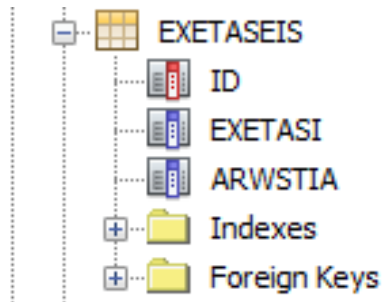 EXETASEIS
ID
EXETASI
ARWSTIA
Indexes
Foreign Keys